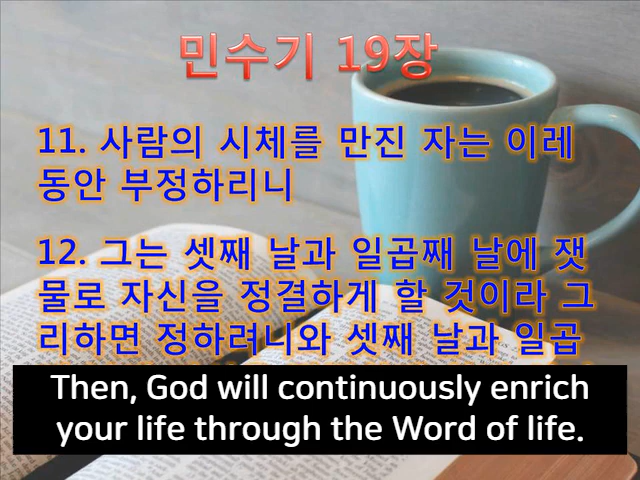 민수기 19장
11. 사람의 시체를 만진 자는 이레
동안 부정하리니
12. 그는 셋째 날과 일곱째 날에 잿
물로 자신을 정결하게 할 것이라 그
리하면 정하려니와 셋째 날과 일곱
Then, God will continuously enrich
your life through the Word of life.